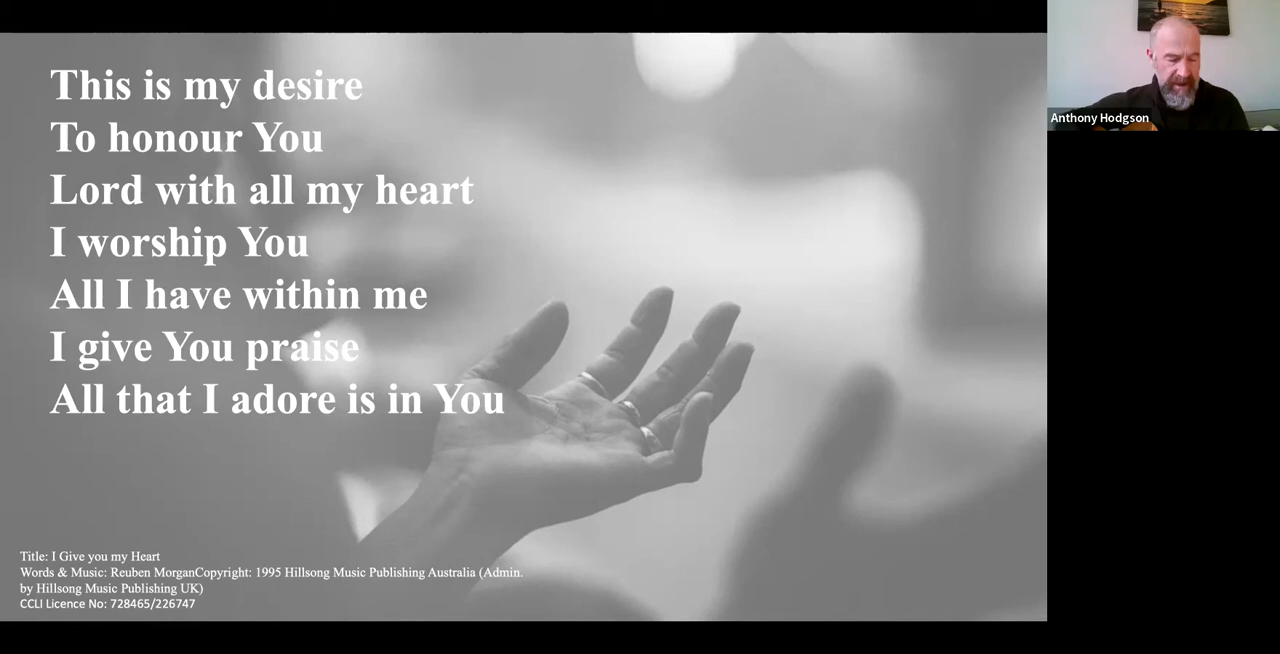 This is my desire
To honour You
Lord with all my heart
I worship You
All I have within me
I give You praise
All that I adore is in You
Title: I Give you my Heart
Words & Music: Reuben MorganCopyright: 1995 Hillsong Music Publishing Australia (Admin.
by Hillsong Music Publishing UK)
CCLI Licence No: 728465/226747
Anthony Hodgson